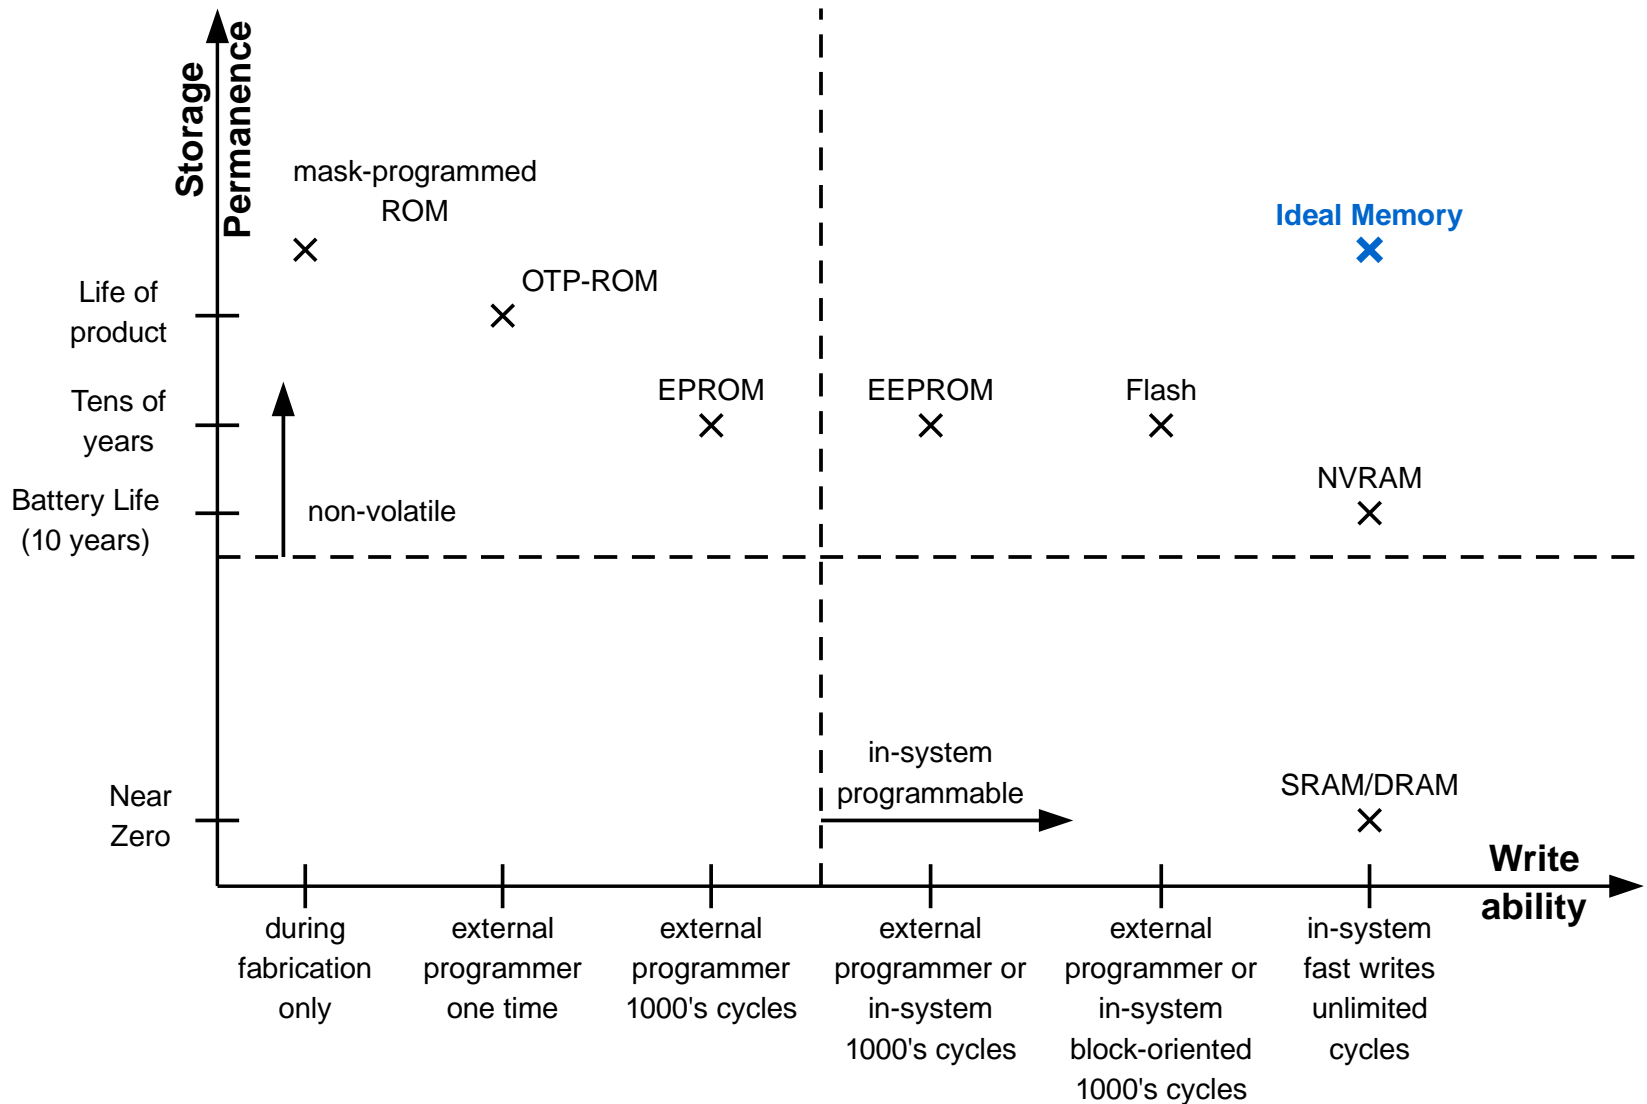 Storage
Permanence
mask-programmed
ROM
Ideal Memory
OTP-ROM
Life of
product
EPROM
EEPROM
Flash
Tens of
years
NVRAM
Battery Life
(10 years)
non-volatile
in-system
programmable
SRAM/DRAM
Near
Zero
Write
ability
during
fabrication
only
external
programmer
one time
external
programmer
1000's cycles
external
programmer or
in-system
1000's cycles
external
programmer or
in-system
block-oriented
1000's cycles
in-system
fast writes
unlimited
cycles